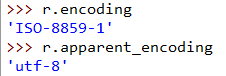 >>> r.encoding
'ISO-8859-1'
>>> r.apparent_encoding
'utf-8'